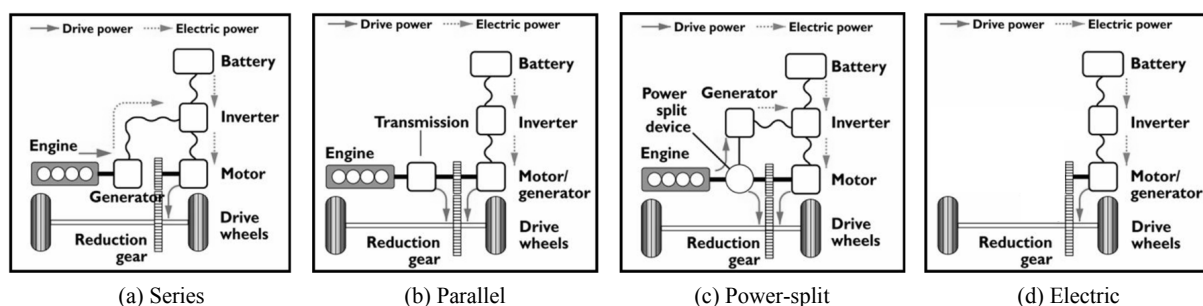 Drive power Electric power
Battery
Inverter
Engine
Motor
Generator
Drive
wheels
Reduction
gear
(a) Series
Drive power Electric power
Battery
Transmission
Inverter
Engine
Motor/
generator
Drive
wheels
Reduction
gear
(b) Parallel
Drive power Electric power
Battery
Generator
Power
split
device
Inverter
Engine
Motor
Drive
wheels
Reduction
gear
(c) Power-split
Drive power Electric power
Battery
Inverter
Motor/
generator
Drive
wheels
Reduction
gear
(d) Electric